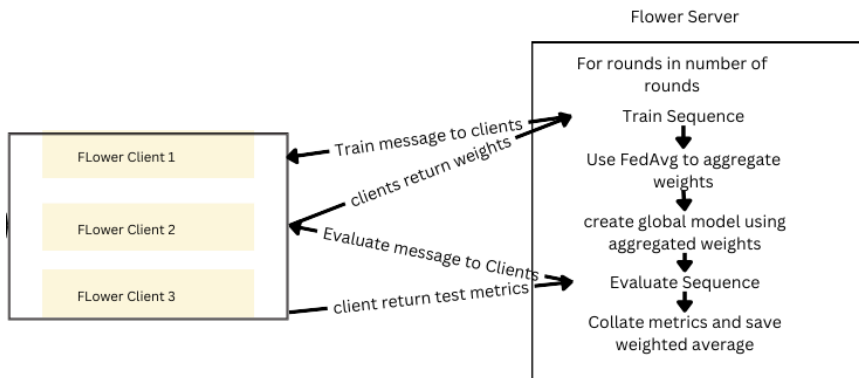 Flower Server
For rounds in number of
rounds
Train Sequence
Use FedAvg to aggregate
weights
create global model using
aggregated weights
Evaluate Sequence
Collate metrics and save
weighted average
Train message to clients
clients return weights
Evaluate message to Clients
client return test metrics
FLower Client 1
FLower Client 2
FLower Client 3